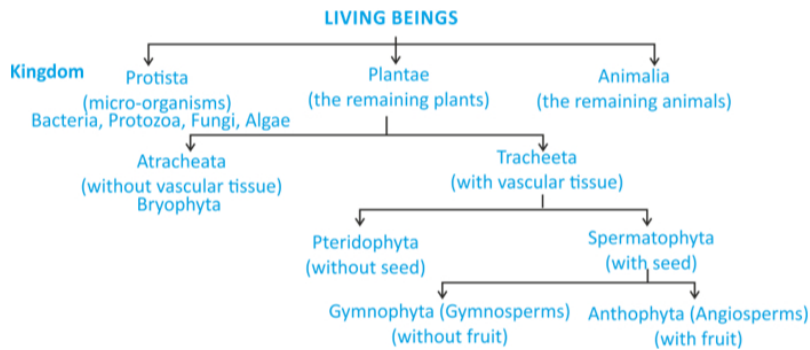 LIVING BEINGS
Kingdom Protista Plantae Animalia
(micro-organisms) (the remaining plants) (the remaining animals)
Bacteria, Protozoa, Fungi, Algae
Atracheata Tracheeta
(without vascular tissue) (with vascular tissue)
Bryophyta
Pteridophyta Spermatophyta
(without seed) (with seed)
Gymnophyta (Gymnosperms) Anthophyta (Angiosperms)
(without fruit) (with fruit)